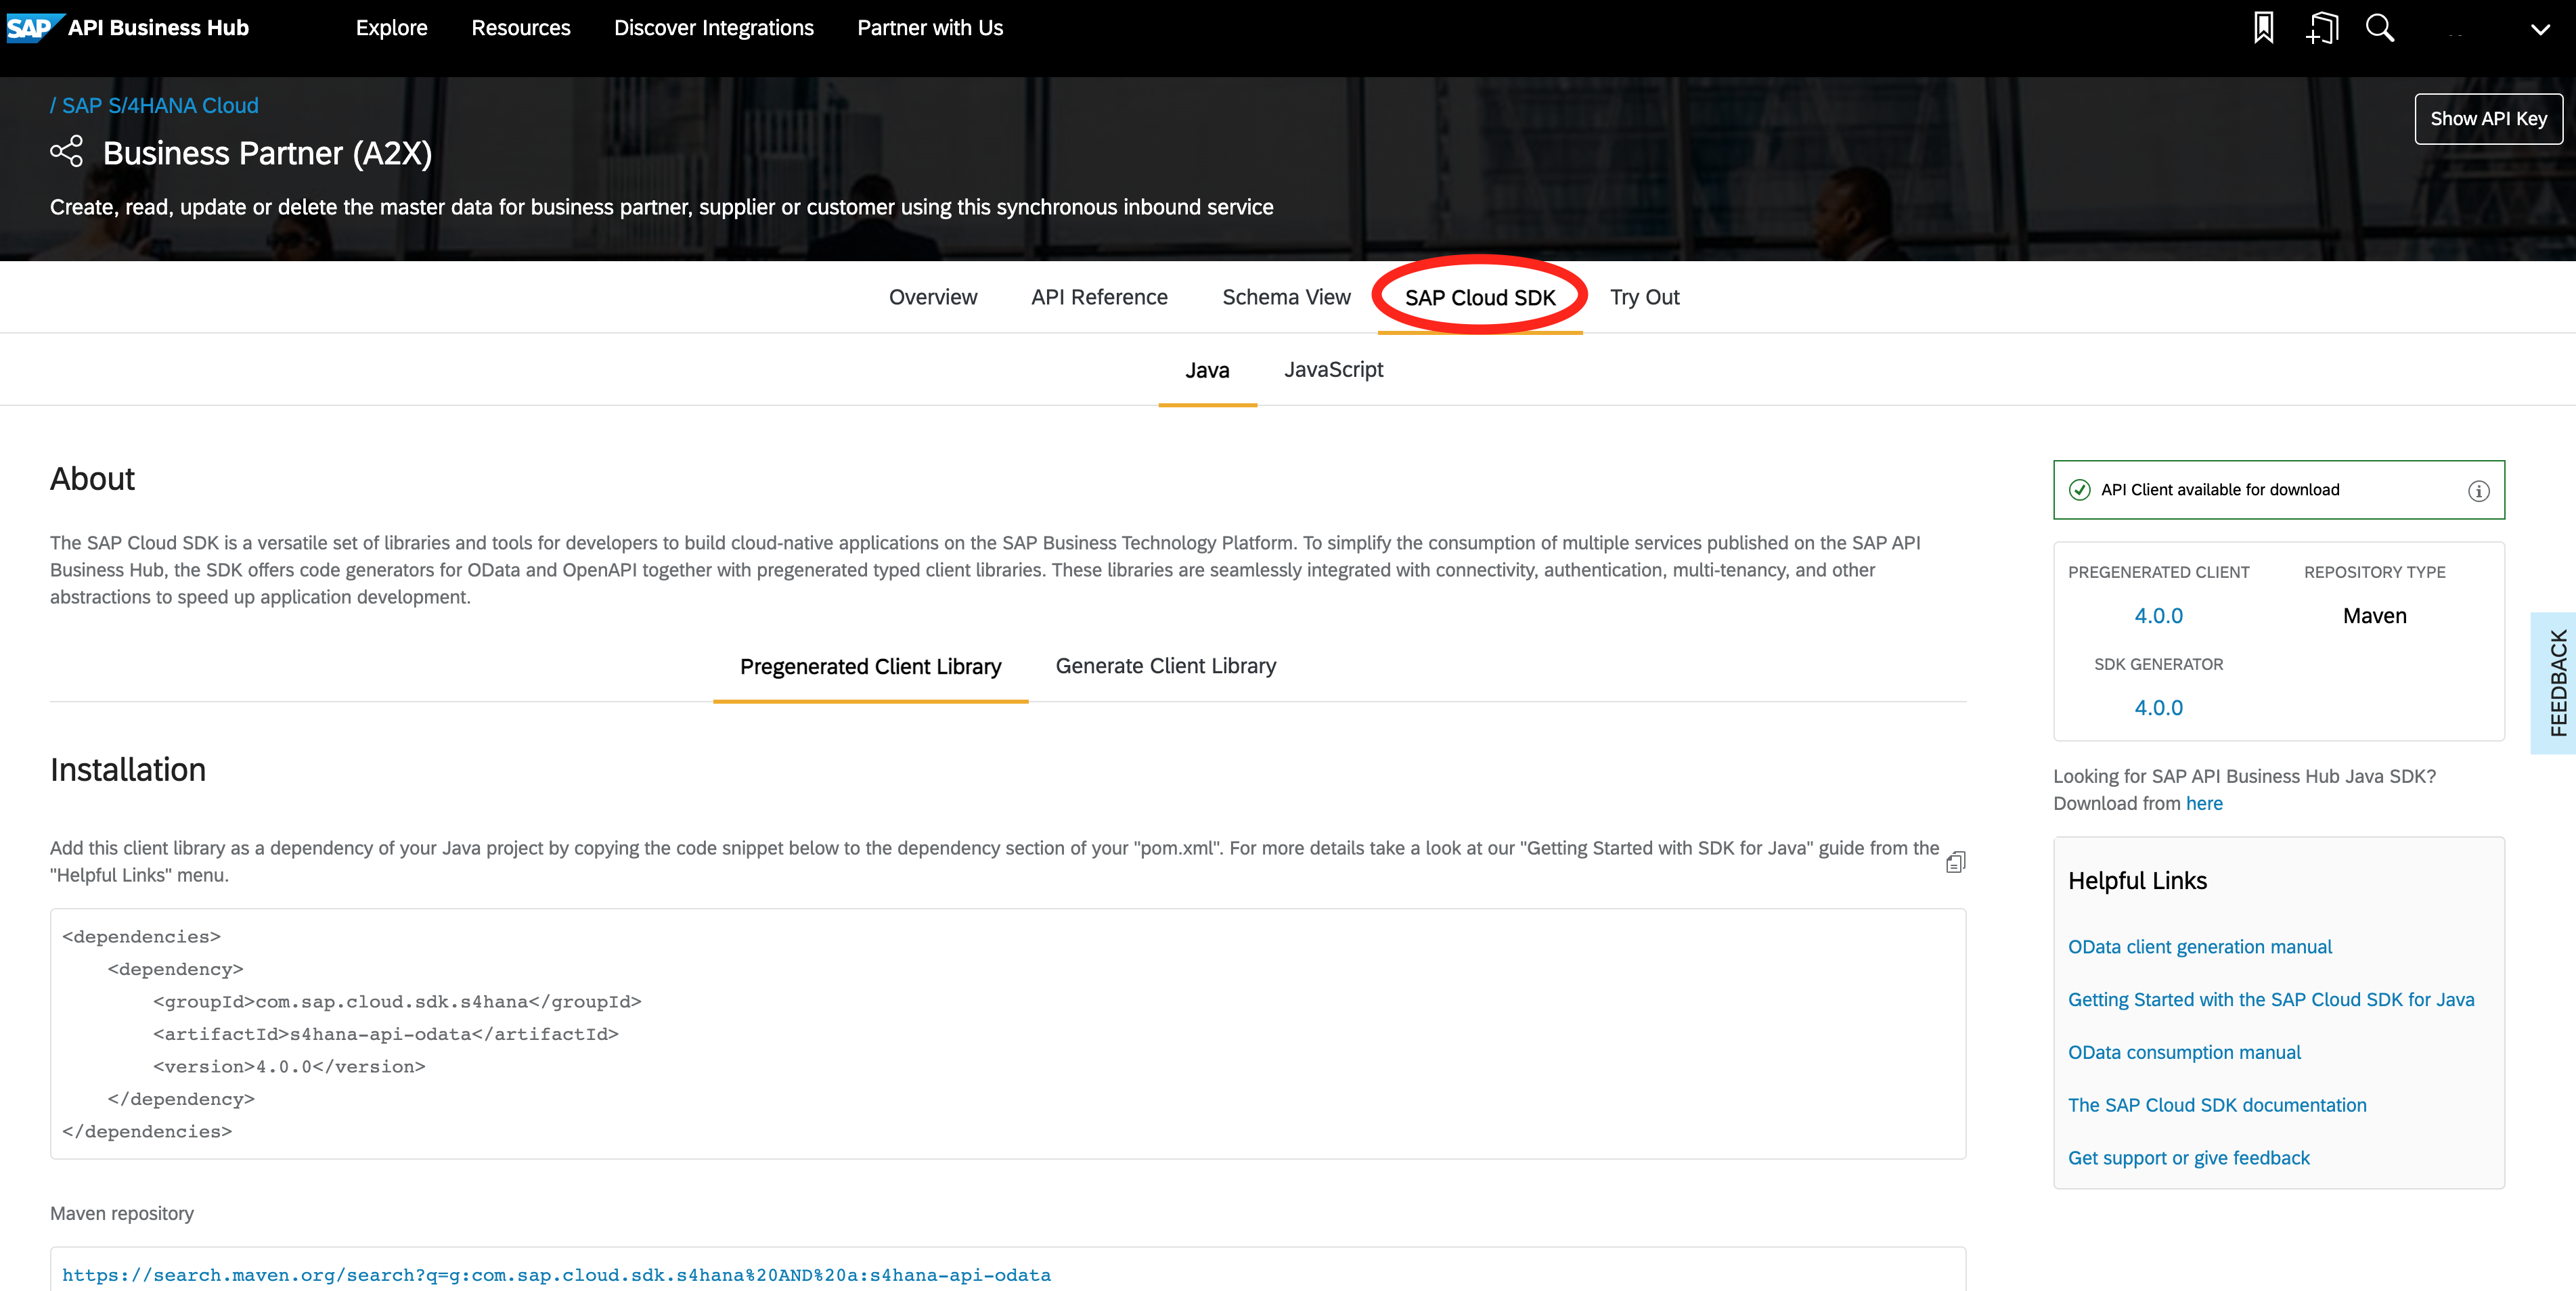 SAP API Business Hub
Explore
Resources
Discover Integrations
Partner with Us
/ SAP S/4HANA Cloud
Show API Key
Business Partner (A2X)
Create, read, update or delete the master data for business partner, supplier or customer using this synchronous inbound service
Overview
API Reference
Schema View
SAP Cloud SDK
Try Out
Java
JavaScript
About
The SAP Cloud SDK is a versatile set of libraries and tools for developers to build cloud-native applications on the SAP Business Technology Platform. To simplify the consumption of multiple services published on the SAP API
Business Hub, the SDK offers code generators for OData and OpenAPI together with pregenerated typed client libraries. These libraries are seamlessly integrated with connectivity, authentication, multi-tenancy, and other
abstractions to speed up application development.
Pregenerated Client Library
Generate Client Library
Installation
Add this client library as a dependency of your Java project by copying the code snippet below to the dependency section of your "pom.xml". For more details take a look at our "Getting Started with SDK for Java" guide from the
"Helpful Links" menu.
<dependencies>
    <dependency>
        <groupId>com.sap.cloud.sdk.s4hana</groupId>
        <artifactId>s4hana-api-odata</artifactId>
        <version>4.0.0</version>
    </dependency>
</dependencies>
Maven repository
https://search.maven.org/search?q=g:com.sap.cloud.sdk.s4hana%20AND%20a:s4hana-api-odata
API Client available for download
PREGENERATED CLIENT
REPOSITORY TYPE
4.0.0
Maven
SDK GENERATOR
4.0.0
Looking for SAP API Business Hub Java SDK?
Download from here
Helpful Links
OData client generation manual
Getting Started with the SAP Cloud SDK for Java
OData consumption manual
The SAP Cloud SDK documentation
Get support or give feedback
FEEDBACK